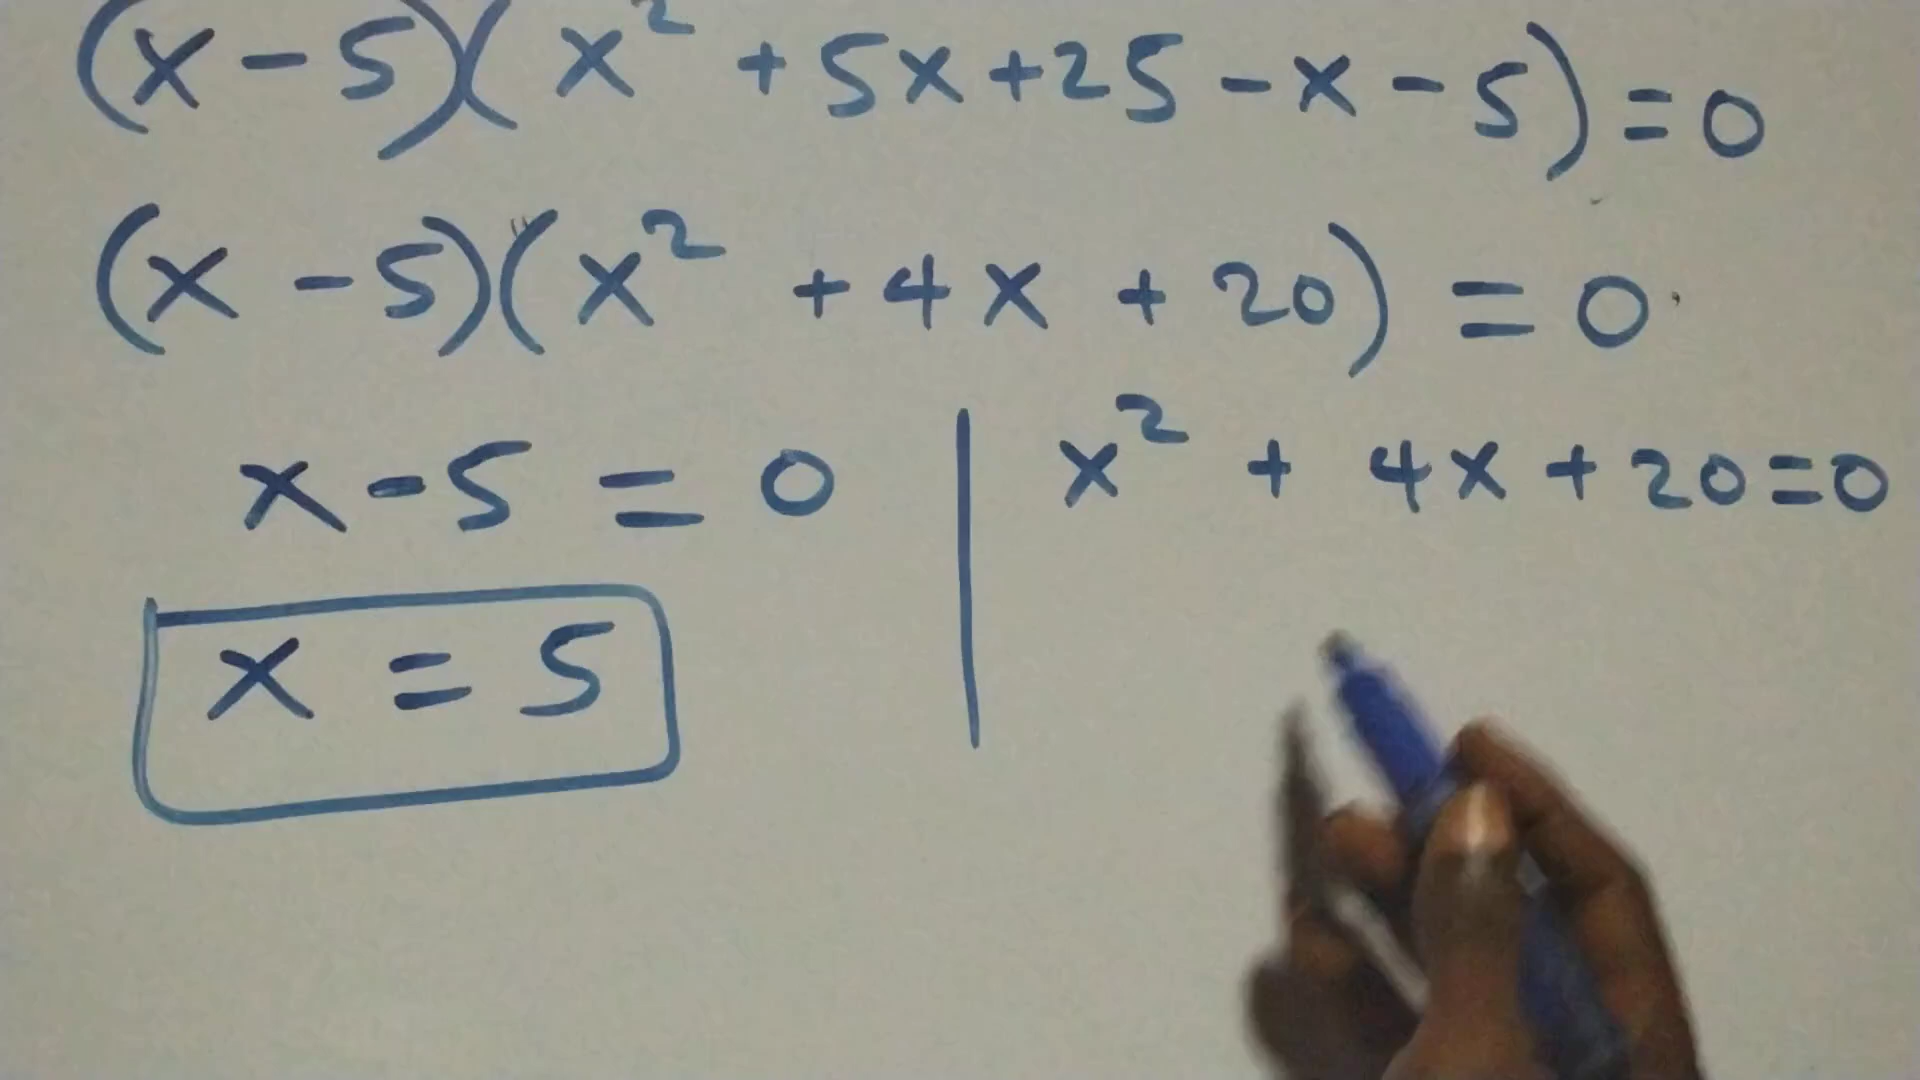 (x - 5)(x² + 5x + 25 - x - 5) = 0
(x - 5)(x² + 4x + 20) = 0
x - 5 = 0 | x² + 4x + 20 = 0
x = 5